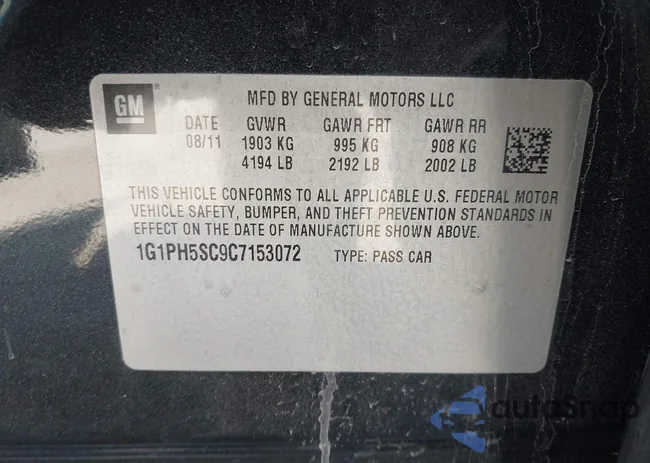 GM
MFD BY GENERAL MOTORS LLC
DATE GVWR GAWR FRT GAWR RR
08/11 1903 KG 995 KG 908 KG
4194 LB 2192 LB 2002 LB
THIS VEHICLE CONFORMS TO ALL APPLICABLE U.S. FEDERAL MOTOR
VEHICLE SAFETY, BUMPER, AND THEFT PREVENTION STANDARDS IN
EFFECT ON THE DATE OF MANUFACTURE SHOWN ABOVE.
1G1PH5SC9C7153072 TYPE: PASS CAR
autoSnap